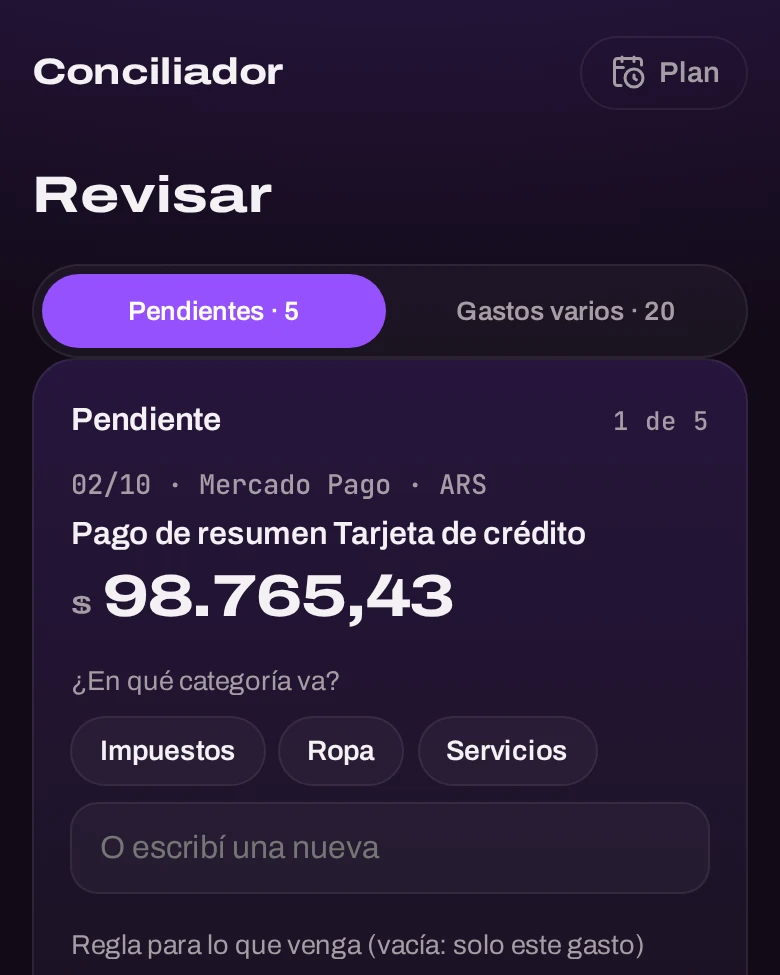 Conciliador
Plan
Revisar
Pendientes · 5
Gastos varios · 20
Pendiente
1 de 5
02/10 · Mercado Pago · ARS
Pago de resumen Tarjeta de crédito
$ 98.765,43
¿En qué categoría va?
Impuestos
Ropa
Servicios
O escribí una nueva
Regla para lo que venga (vacía: solo este gasto)